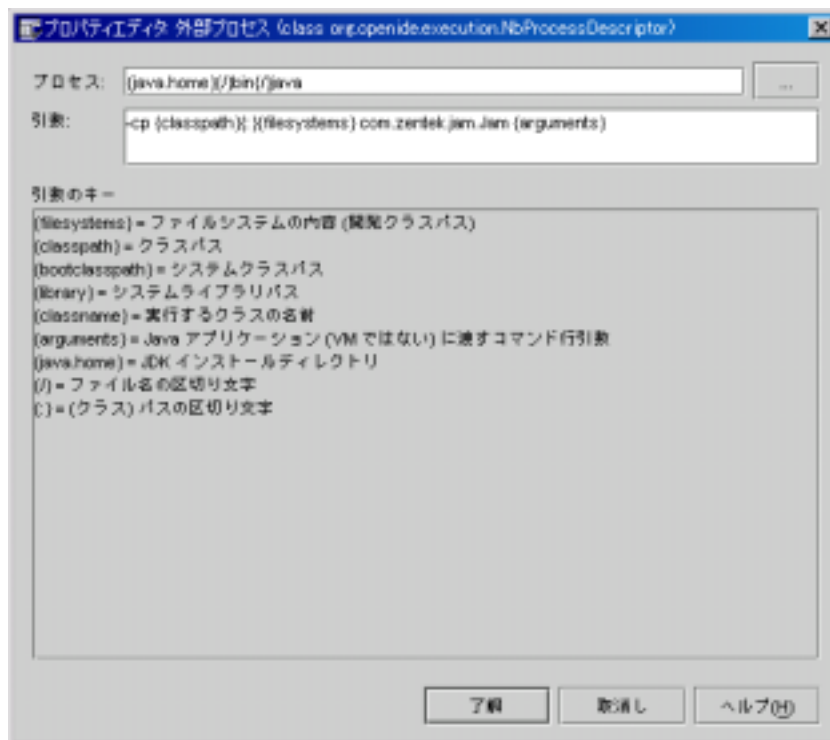 プロパティエディタ 外部プロセス (class org.openide.execution.NbProcessDescriptor)
プロセス: {java.home}{/}bin{/}java ...
引数: -cp {classpath}{:}{filesystems} com.zentek.jam.Jam {arguments}
引数のキー
{filesystems} = ファイルシステムの内容 (開発クラスパス)
{classpath} = クラスパス
{bootclasspath} = システムクラスパス
{library} = システムライブラリパス
{classname} = 実行するクラスの名前
{arguments} = Java アプリケーション (VM ではない) に渡すコマンド行引数
{java.home} = JDK インストールディレクトリ
{/} = ファイル名の区切り文字
{:} = (クラス) パスの区切り文字
了解 取消し ヘルプ(H)